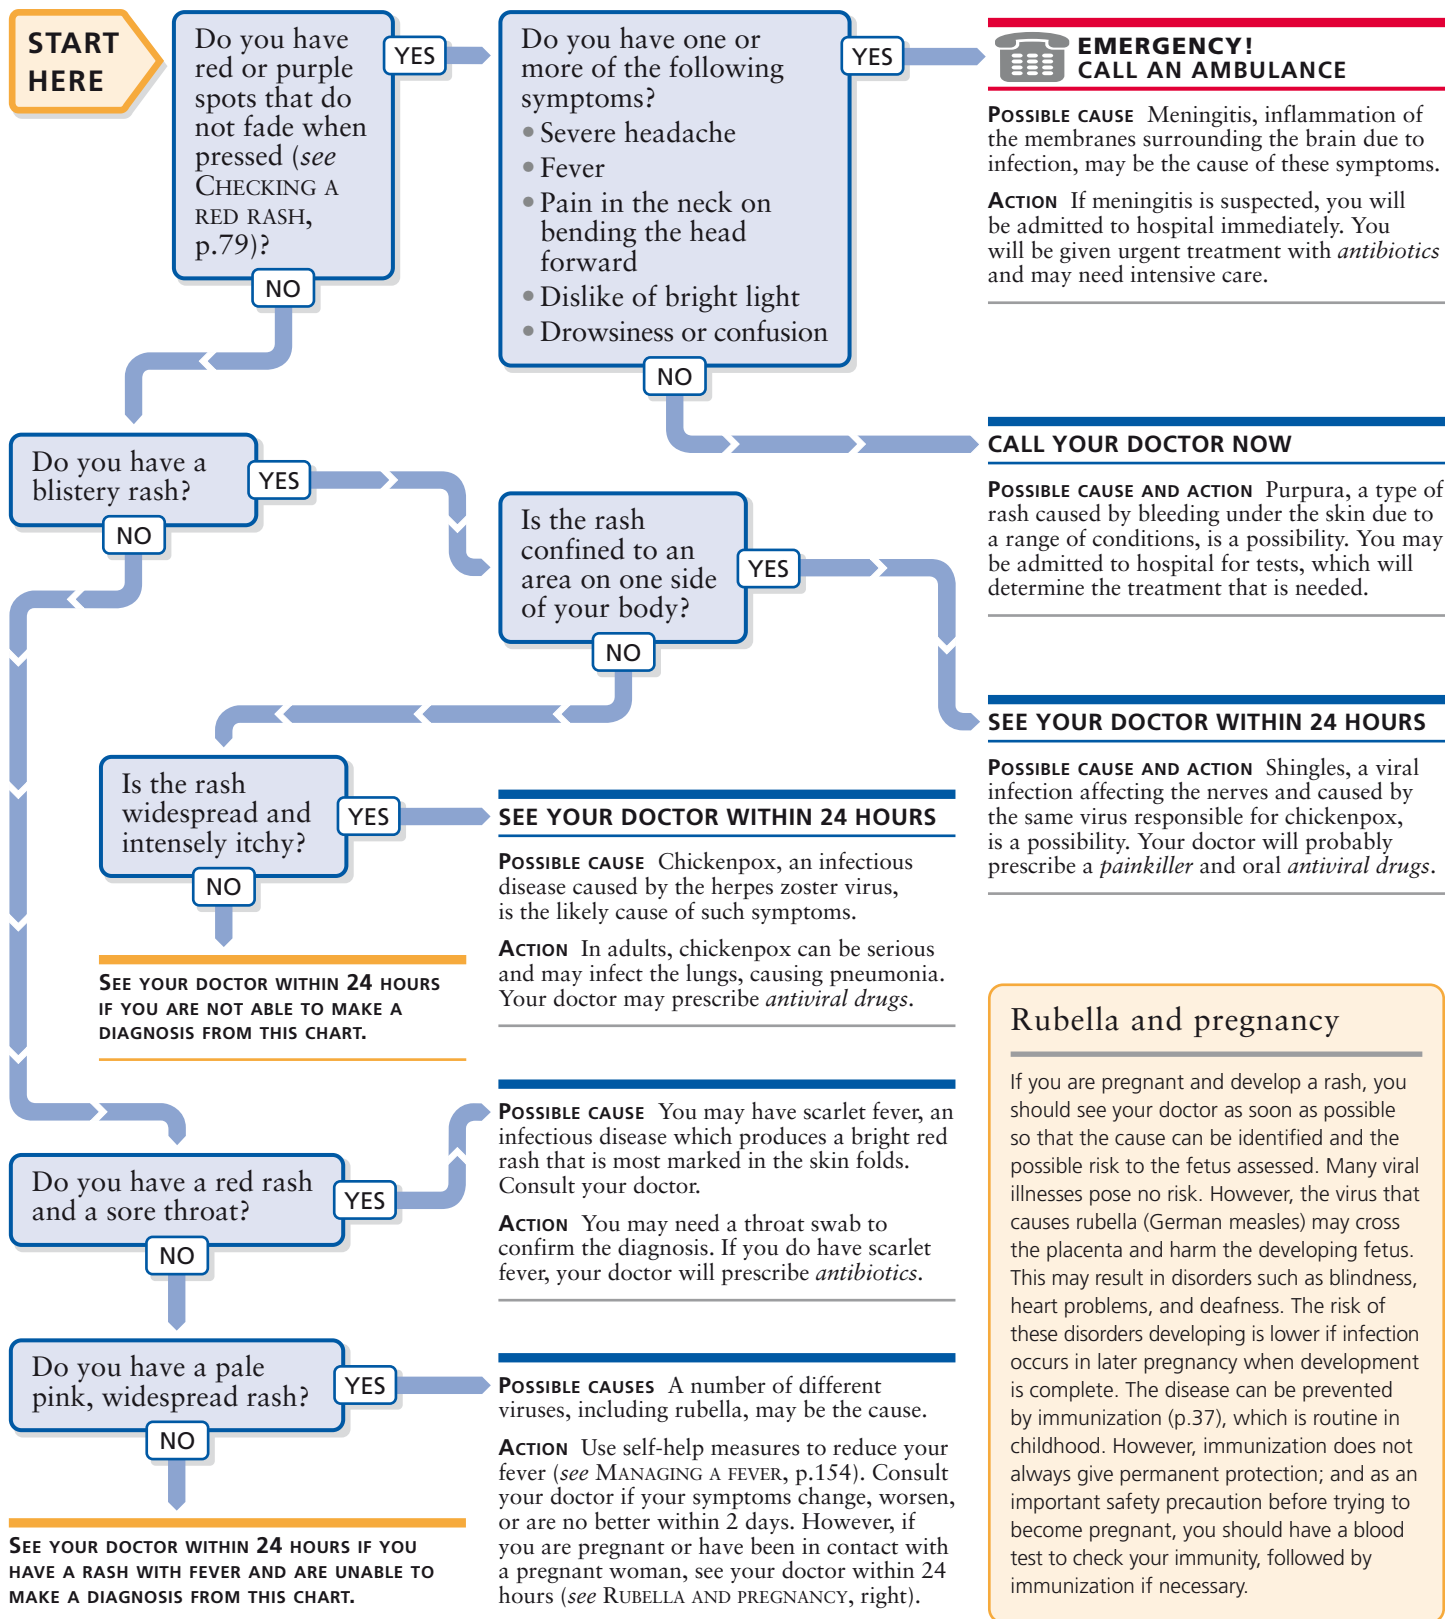 START
HERE
Do you have
red or purple
spots that do
not fade when
pressed (see
CHECKING A
RED RASH,
p.79)?
YES
NO
Do you have one or
more of the following
symptoms?
• Severe headache
• Fever
• Pain in the neck on
bending the head
forward
• Dislike of bright light
• Drowsiness or confusion
YES
NO
EMERGENCY!
CALL AN AMBULANCE
POSSIBLE CAUSE Meningitis, inflammation of
the membranes surrounding the brain due to
infection, may be the cause of these symptoms.
ACTION If meningitis is suspected, you will
be admitted to hospital immediately. You
will be given urgent treatment with antibiotics
and may need intensive care.
CALL YOUR DOCTOR NOW
POSSIBLE CAUSE AND ACTION Purpura, a type of
rash caused by bleeding under the skin due to
a range of conditions, is a possibility. You may
be admitted to hospital for tests, which will
determine the treatment that is needed.
Do you have a
blistery rash?
YES
NO
Is the rash
confined to an
area on one side
of your body?
YES
NO
SEE YOUR DOCTOR WITHIN 24 HOURS
POSSIBLE CAUSE AND ACTION Shingles, a viral
infection affecting the nerves and caused by
the same virus responsible for chickenpox,
is a possibility. Your doctor will probably
prescribe a painkiller and oral antiviral drugs.
Is the rash
widespread and
intensely itchy?
YES
NO
SEE YOUR DOCTOR WITHIN 24 HOURS
POSSIBLE CAUSE Chickenpox, an infectious
disease caused by the herpes zoster virus,
is the likely cause of such symptoms.
ACTION In adults, chickenpox can be serious
and may infect the lungs, causing pneumonia.
Your doctor may prescribe antiviral drugs.
SEE YOUR DOCTOR WITHIN 24 HOURS
IF YOU ARE NOT ABLE TO MAKE A
DIAGNOSIS FROM THIS CHART.
Do you have a red rash
and a sore throat?
YES
NO
POSSIBLE CAUSE You may have scarlet fever, an
infectious disease which produces a bright red
rash that is most marked in the skin folds.
Consult your doctor.
ACTION You may need a throat swab to
confirm the diagnosis. If you do have scarlet
fever, your doctor will prescribe antibiotics.
Do you have a pale
pink, widespread rash?
YES
NO
POSSIBLE CAUSES A number of different
viruses, including rubella, may be the cause.
ACTION Use self-help measures to reduce your
fever (see MANAGING A FEVER, p.154). Consult
your doctor if your symptoms change, worsen,
or are no better within 2 days. However, if
you are pregnant or have been in contact with
a pregnant woman, see your doctor within 24
hours (see RUBELLA AND PREGNANCY, right).
SEE YOUR DOCTOR WITHIN 24 HOURS IF YOU
HAVE A RASH WITH FEVER AND ARE UNABLE TO
MAKE A DIAGNOSIS FROM THIS CHART.
Rubella and pregnancy
If you are pregnant and develop a rash, you
should see your doctor as soon as possible
so that the cause can be identified and the
possible risk to the fetus assessed. Many viral
illnesses pose no risk. However, the virus that
causes rubella (German measles) may cross
the placenta and harm the developing fetus.
This may result in disorders such as blindness,
heart problems, and deafness. The risk of
these disorders developing is lower if infection
occurs in later pregnancy when development
is complete. The disease can be prevented
by immunization (p.37), which is routine in
childhood. However, immunization does not
always give permanent protection; and as an
important safety precaution before trying to
become pregnant, you should have a blood
test to check your immunity, followed by
immunization if necessary.